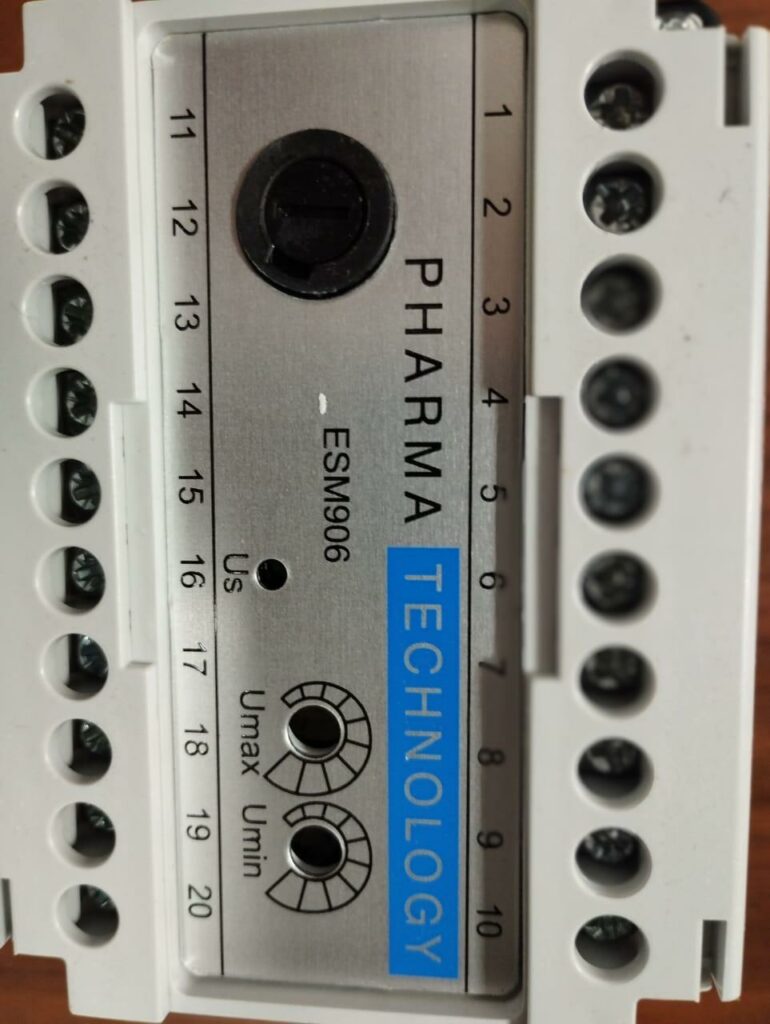 1 2 3 4 5 6 7 8 9 10
PHARMA TECHNOLOGY
ESM906
Us
Umax
Umin
11 12 13 14 15 16 17 18 19 20